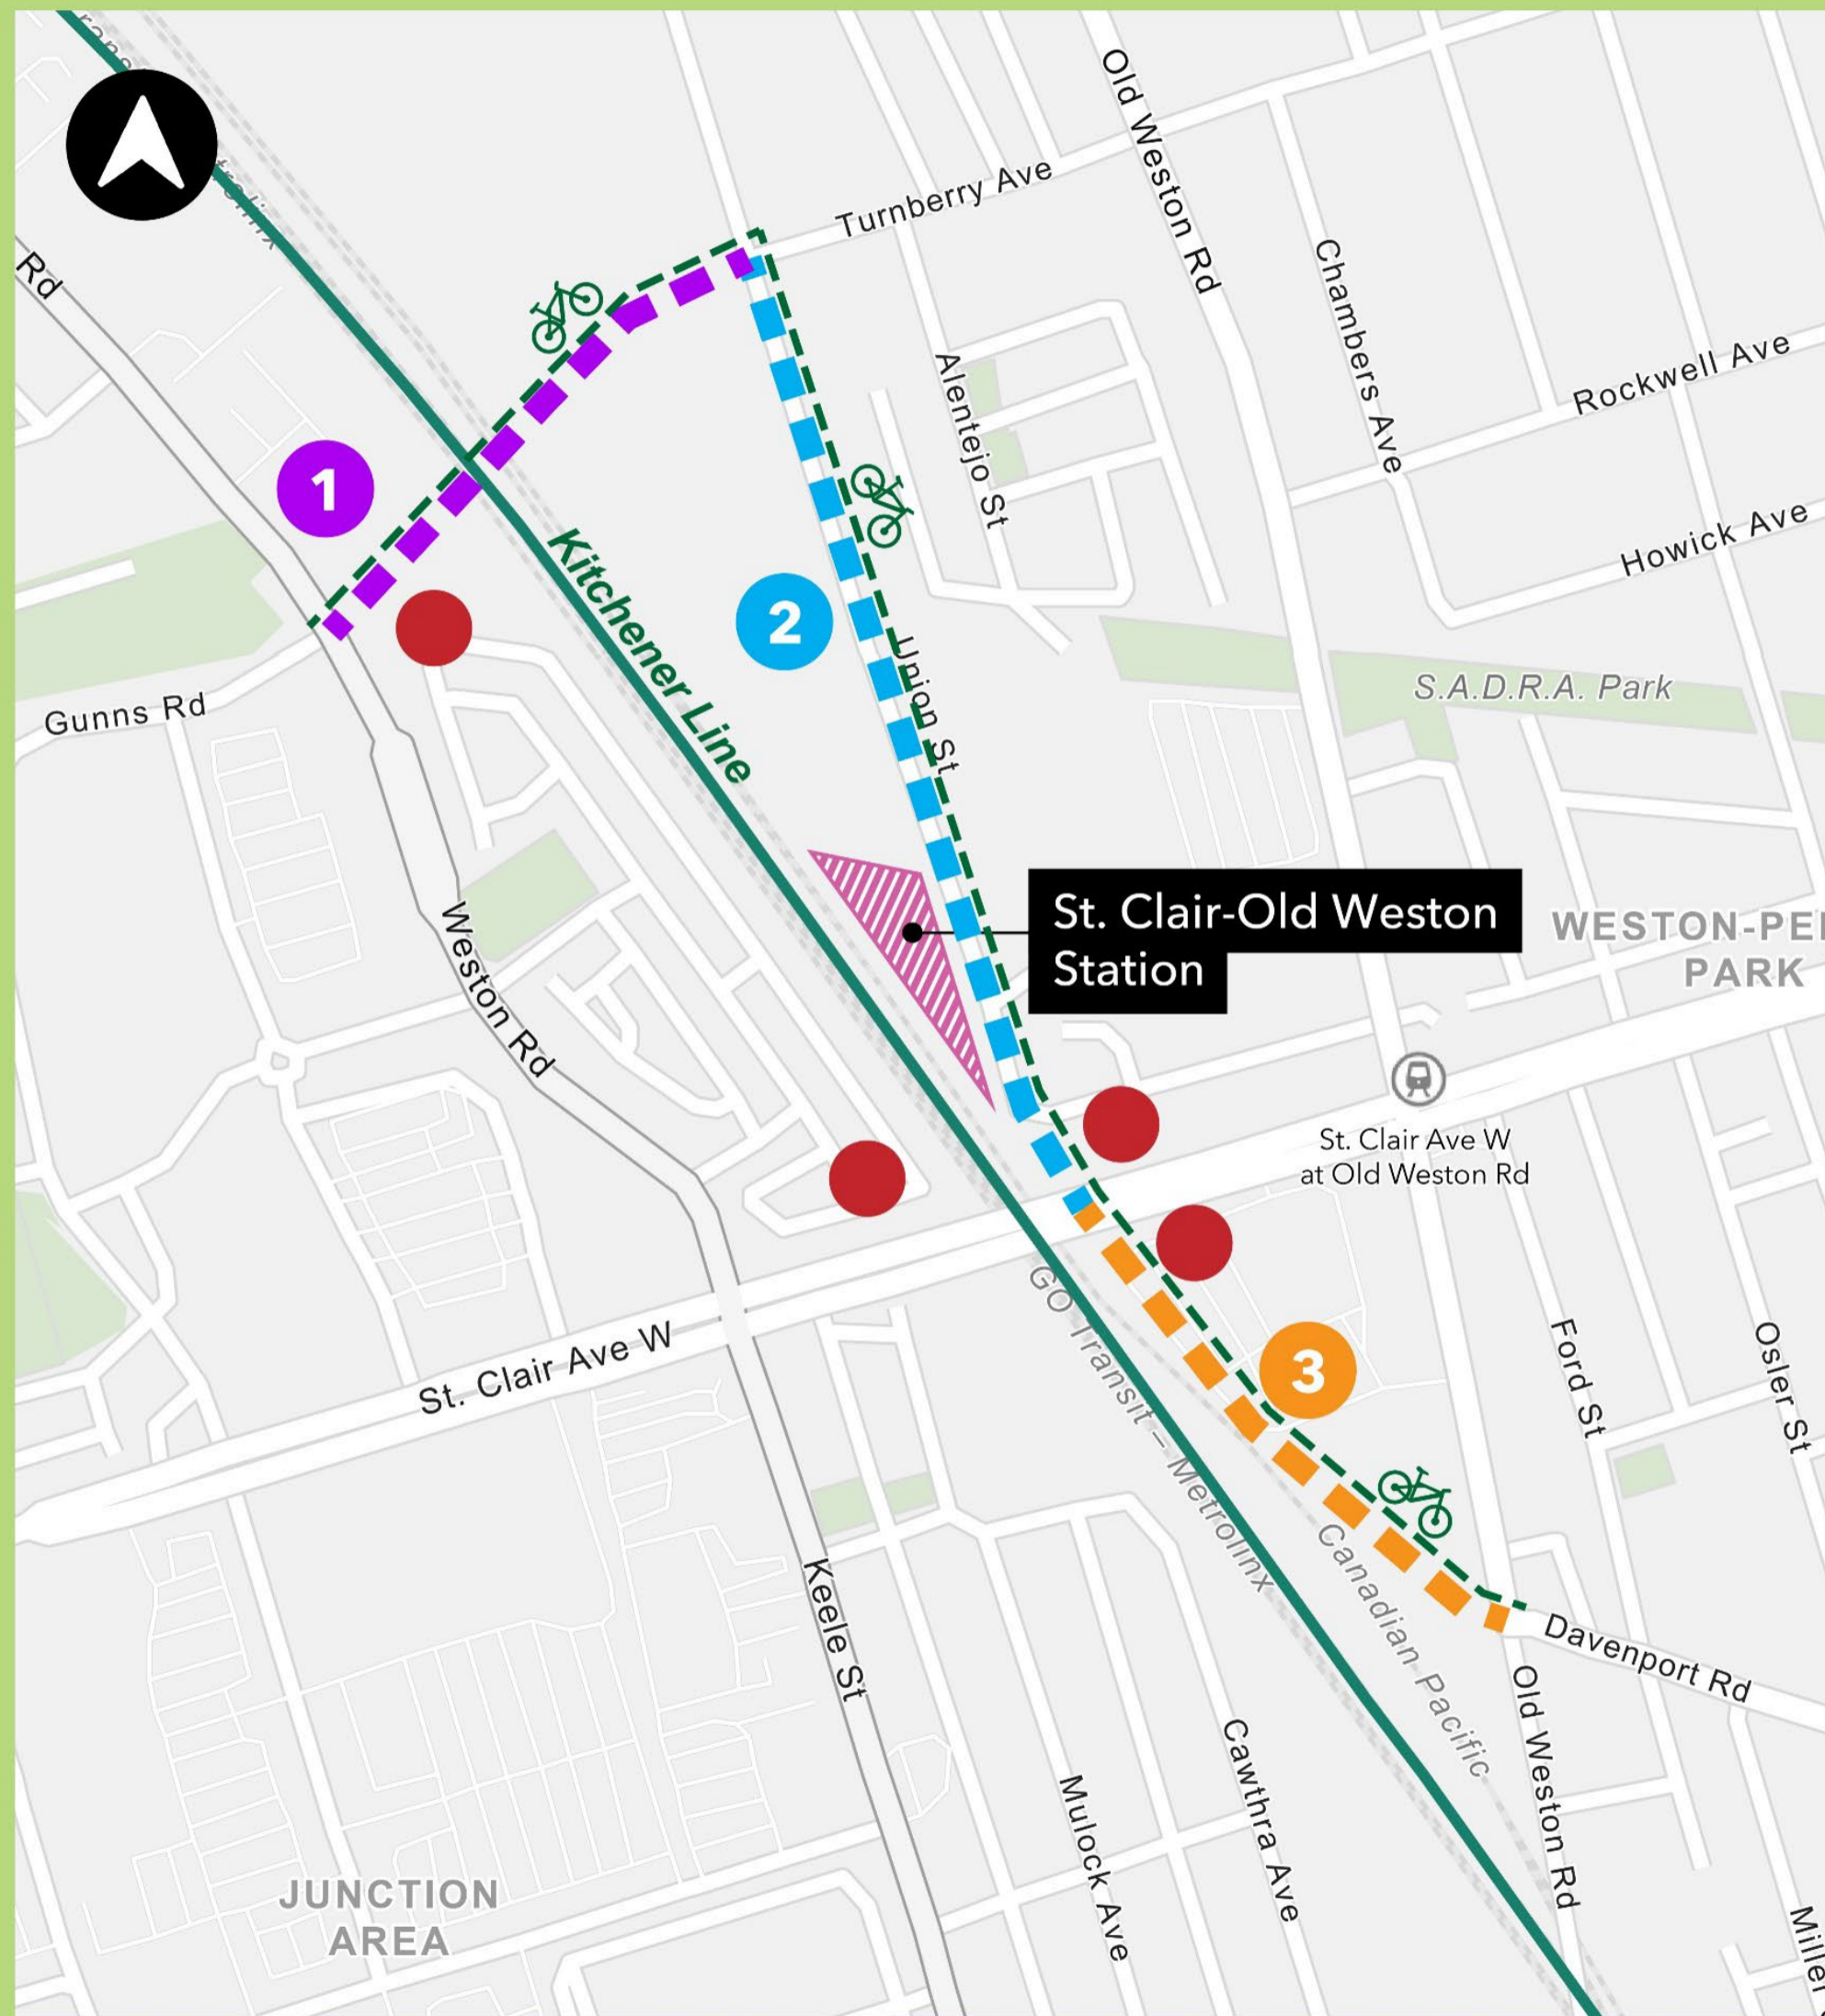 Old Weston Rd
Turnberry Ave
Rd
Chambers Ave
Rockwell Ave
Alentejo St
1
Howick Ave
Kitchener Line
2
Union St
S.A.D.R.A. Park
Gunns Rd
St. Clair-Old Weston
Station
WESTON-PE
PARK
Weston Rd
St. Clair Ave W
at Old Weston Rd
GO Transit – Metrolinx
St. Clair Ave W
3
Ford St
Osler St
Canadian Pacific
Keele St
Davenport Rd
Old Weston Rd
Cawthra Ave
Mulock Ave
JUNCTION
AREA